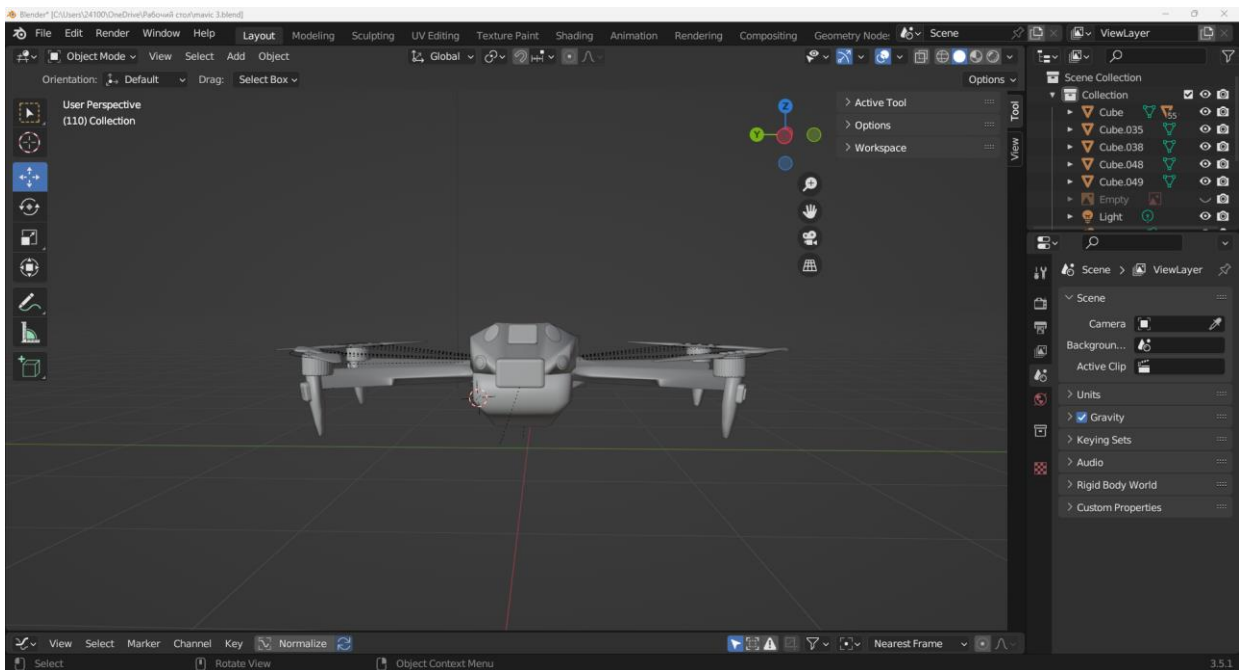 Blender* [C:\Users\24100\OneDrive\Рабочий стол\mavic 3.blend]
File Edit Render Window Help Layout Modeling Sculpting UV Editing Texture Paint Shading Animation Rendering Compositing Geometry Node Scene ViewLayer
Object Mode View Select Add Object Global
Orientation: Default Drag: Select Box Options
User Perspective
(110) Collection
Z
Y
Active Tool
Options
Workspace
Tool
View
Scene Collection
Collection
Cube 55
Cube.035
Cube.038
Cube.048
Cube.049
Empty
Light
Scene > ViewLayer
Scene
Camera
Backgroun...
Active Clip
Units
Gravity
Keying Sets
Audio
Rigid Body World
Custom Properties
View Select Marker Channel Key Normalize Nearest Frame
Select Rotate View Object Context Menu 3.5.1